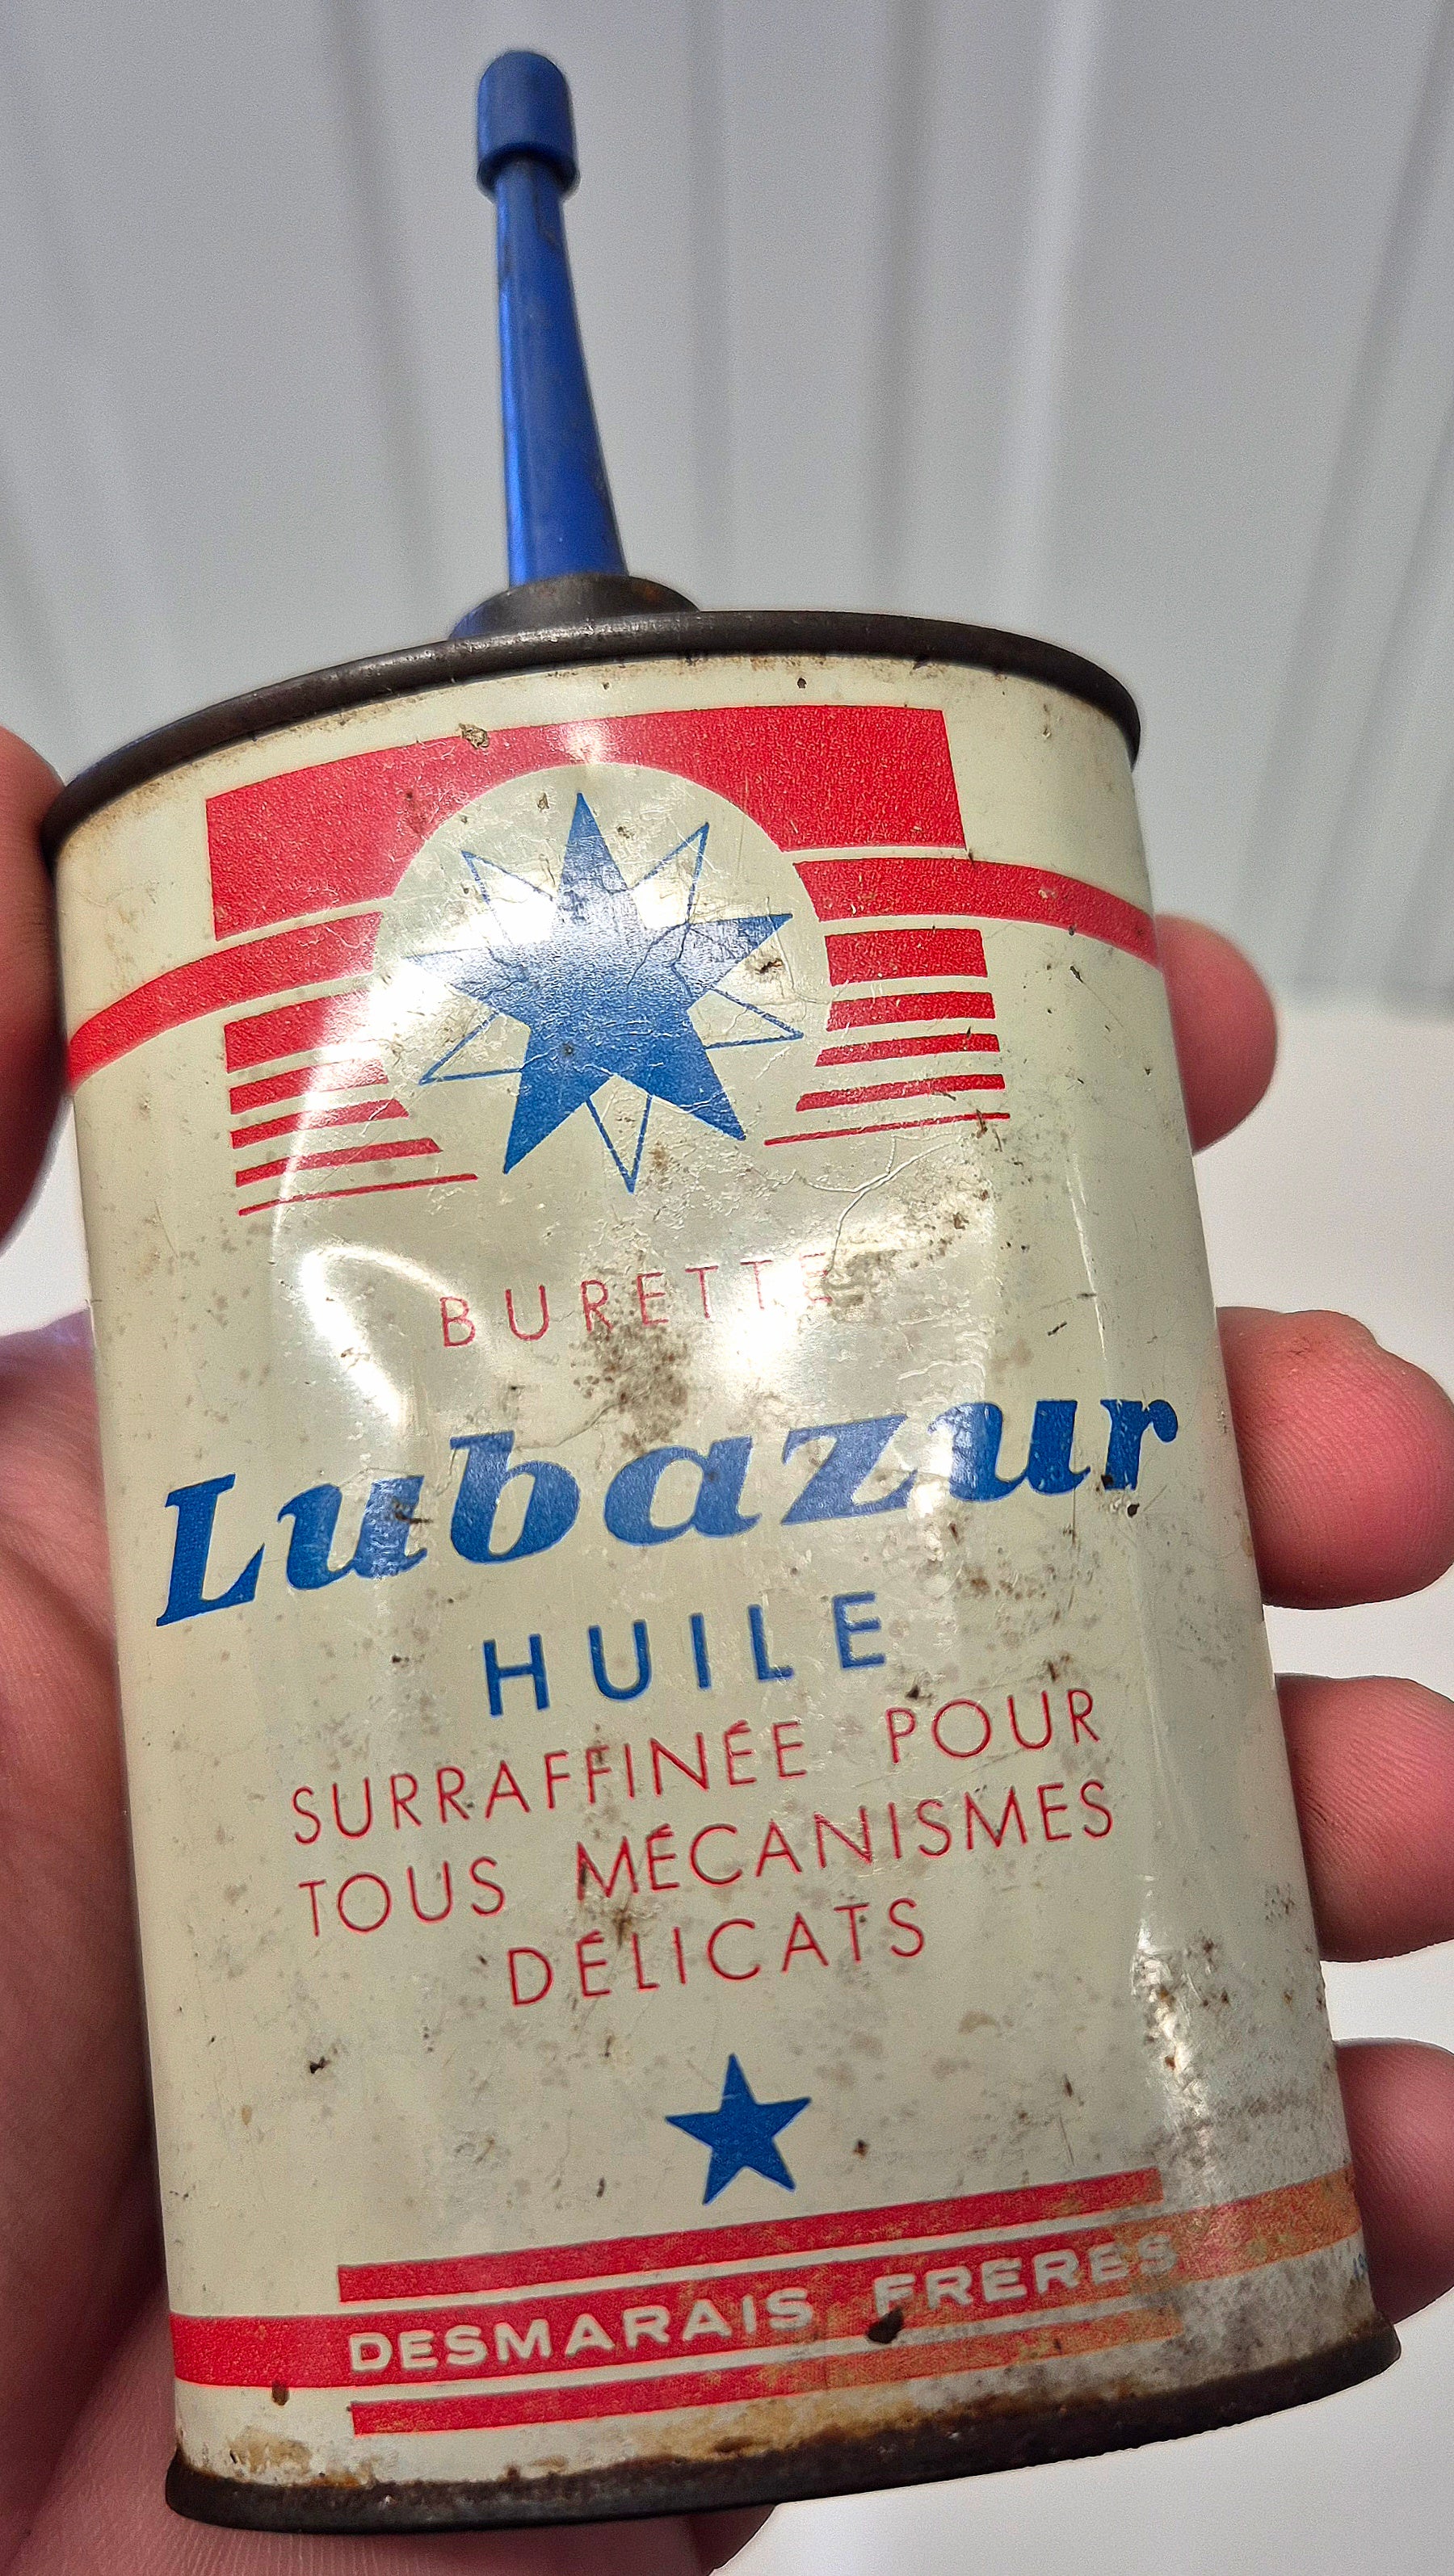 BURETTE
Lubazur
HUILE
SURRAFFINÉE POUR
TOUS MÉCANISMES
DÉLICATS
DESMARAIS FRERES